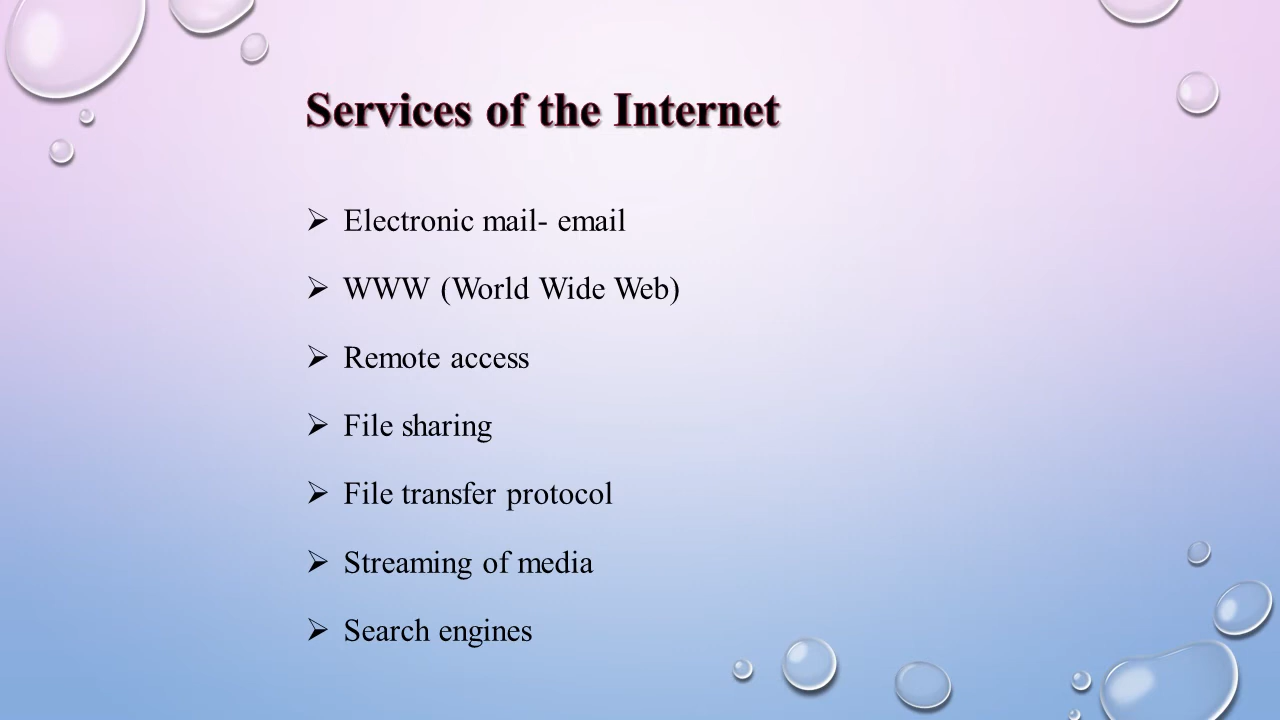 Services of the Internet
➢ Electronic mail- email
➢ WWW (World Wide Web)
➢ Remote access
➢ File sharing
➢ File transfer protocol
➢ Streaming of media
➢ Search engines